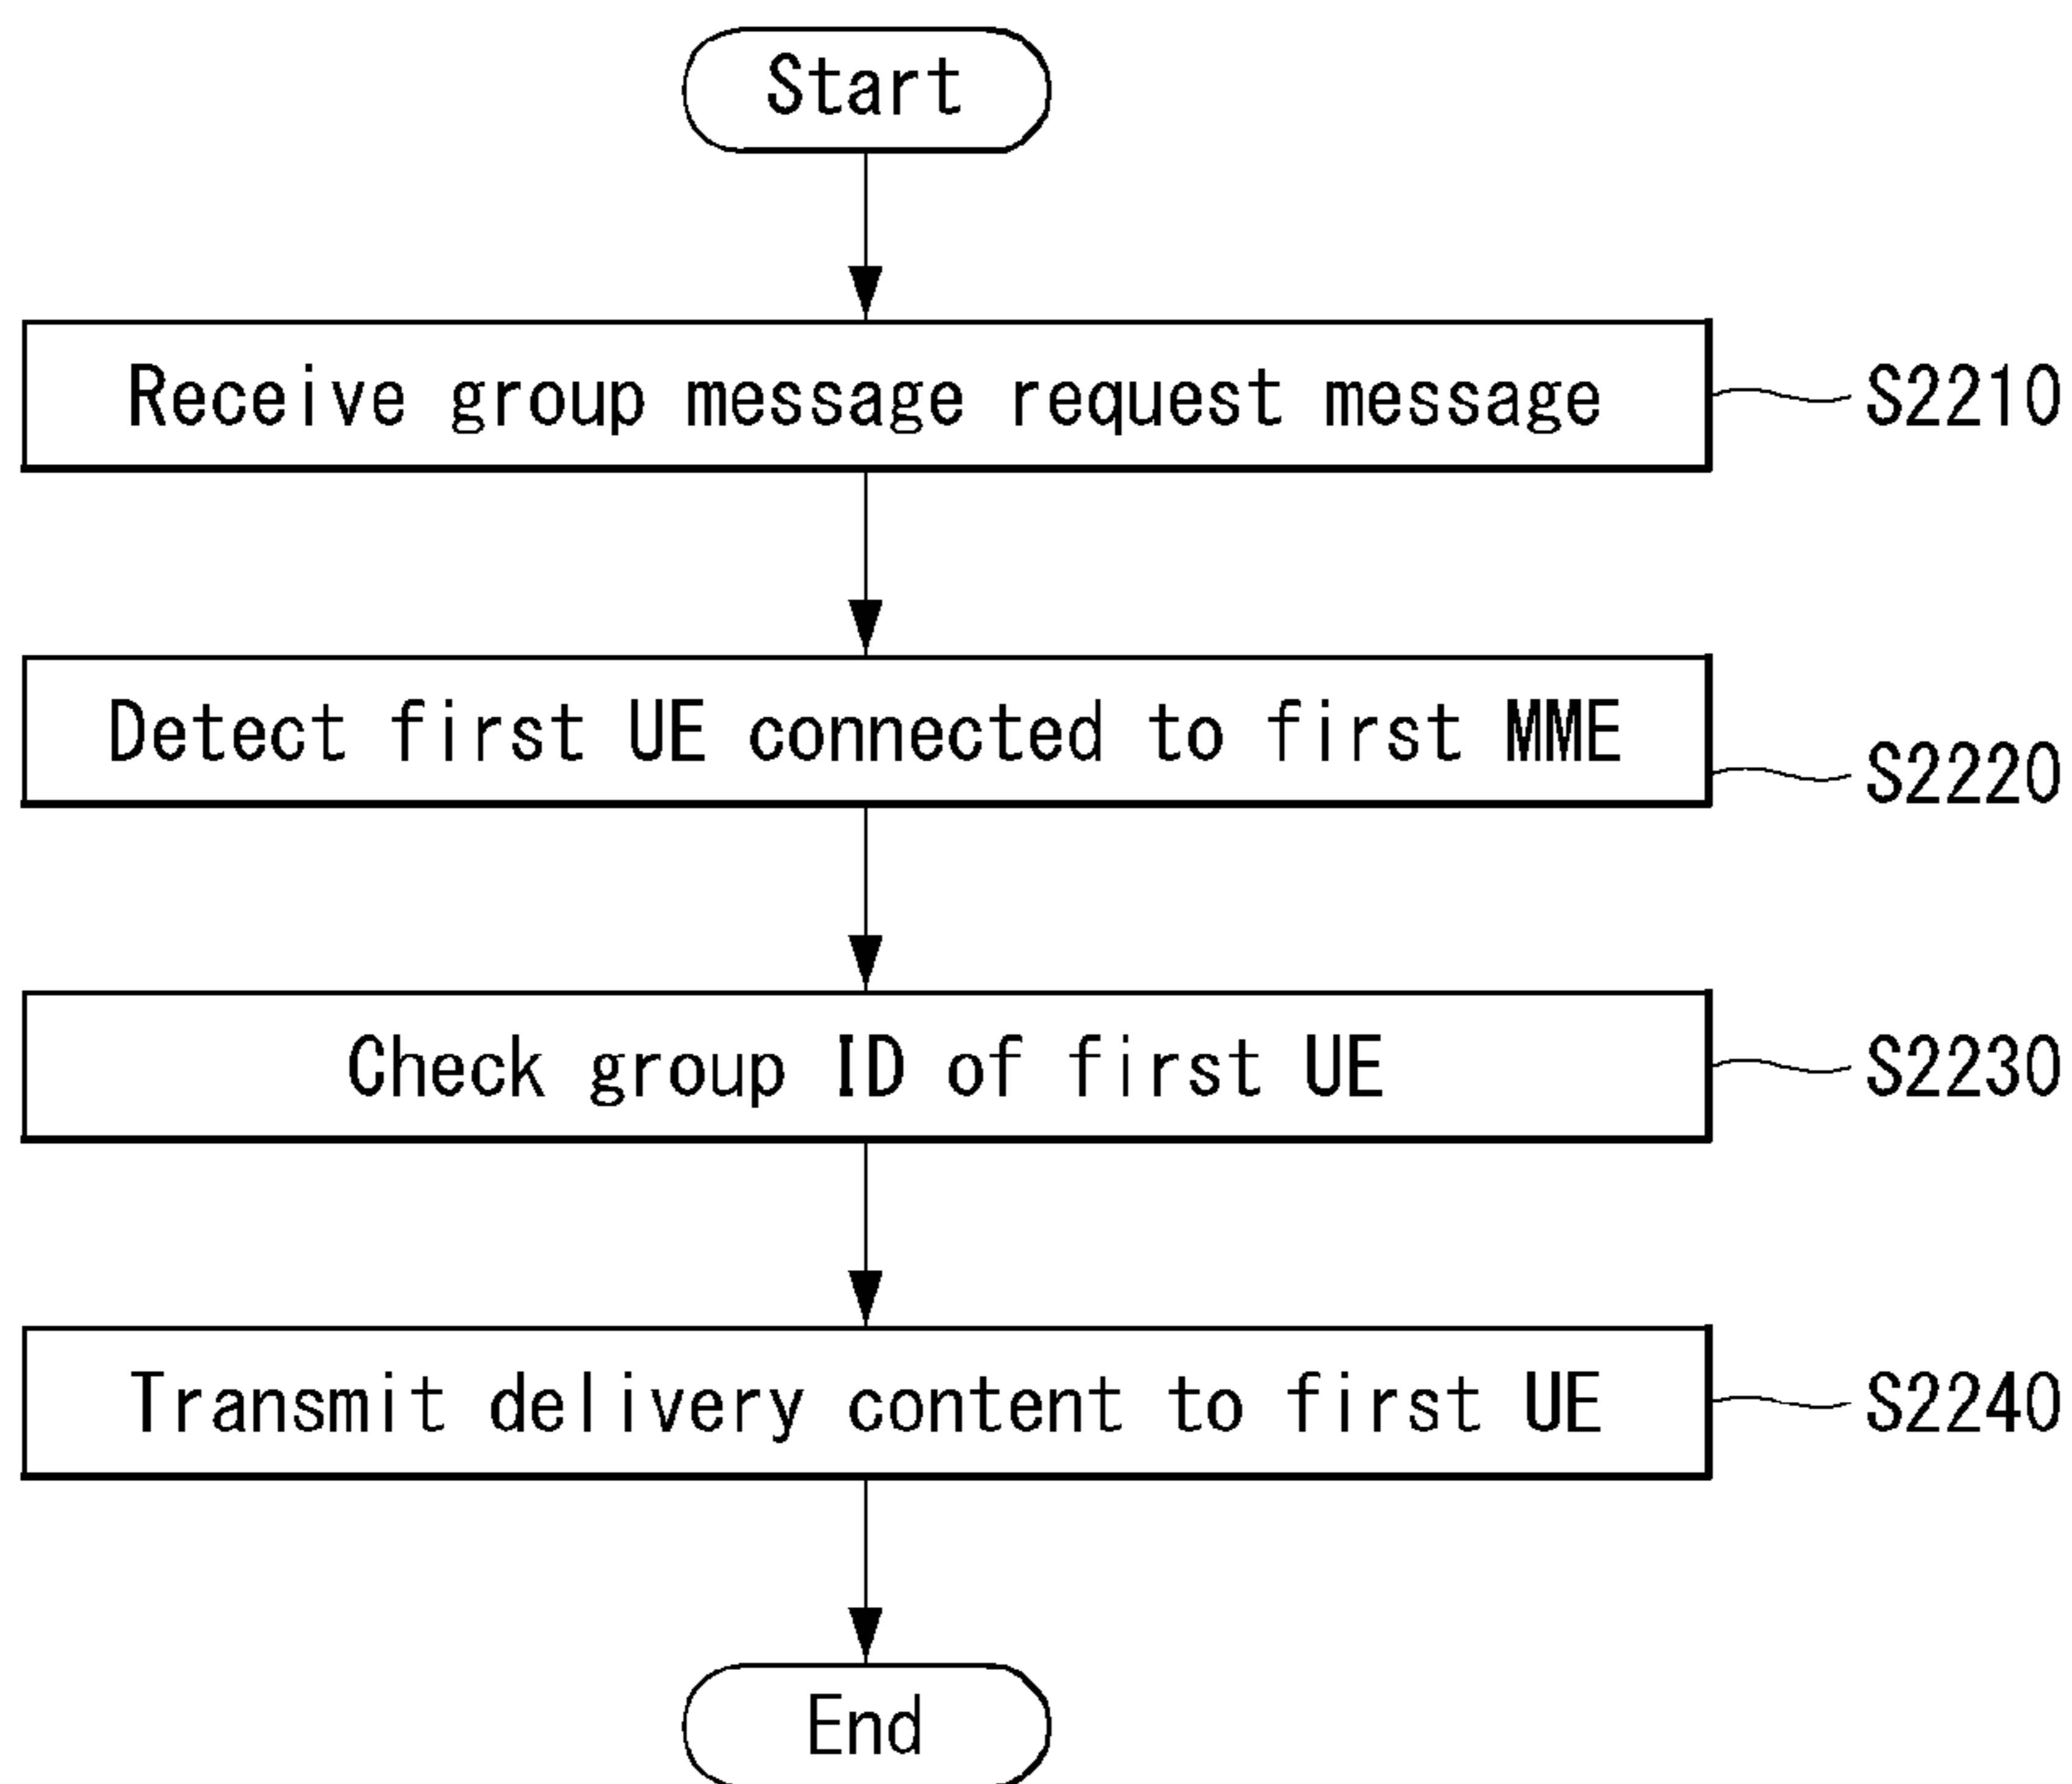 Start
Receive group message request message
S2210
Detect first UE connected to first MME
S2220
Check group ID of first UE
S2230
Transmit delivery content to first UE
S2240
End